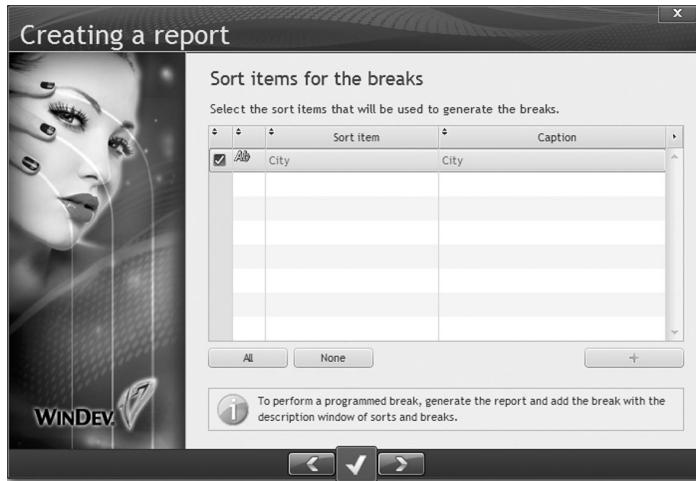 x
Creating a report
Sort items for the breaks
Select the sort items that will be used to generate the breaks.
Sort item Caption
Ab City City
All None +
To perform a programmed break, generate the report and add the break with the
description window of sorts and breaks.
WINDEV. 17